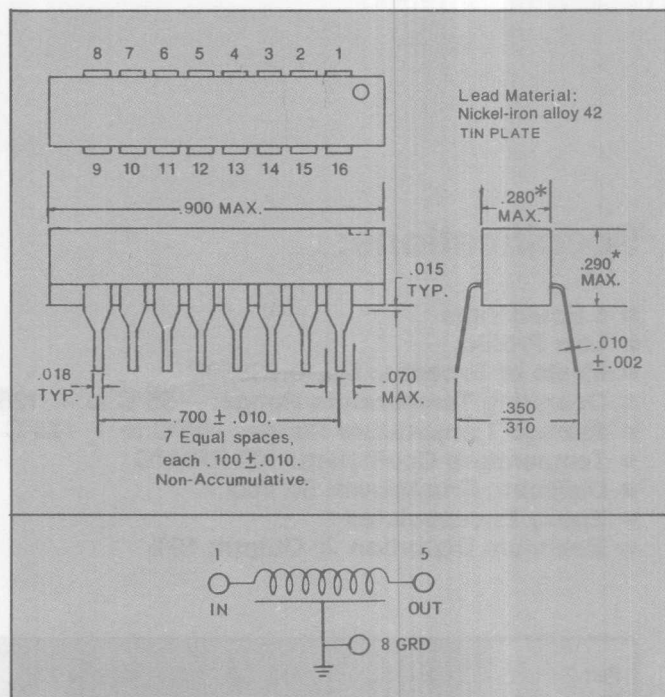 8 7 6 5 4 3 2 1
Lead Material:
Nickel-iron alloy 42
TIN PLATE
9 10 11 12 13 14 15 16
.900 MAX.
.280*
MAX.
.015
TYP.
.290*
MAX.
.018
TYP.
.070
MAX.
.010
±.002
.700 ± .010,
7 Equal spaces,
each .100 ± .010.
Non-Accumulative.
.350
.310
1 5
IN OUT
8 GRD